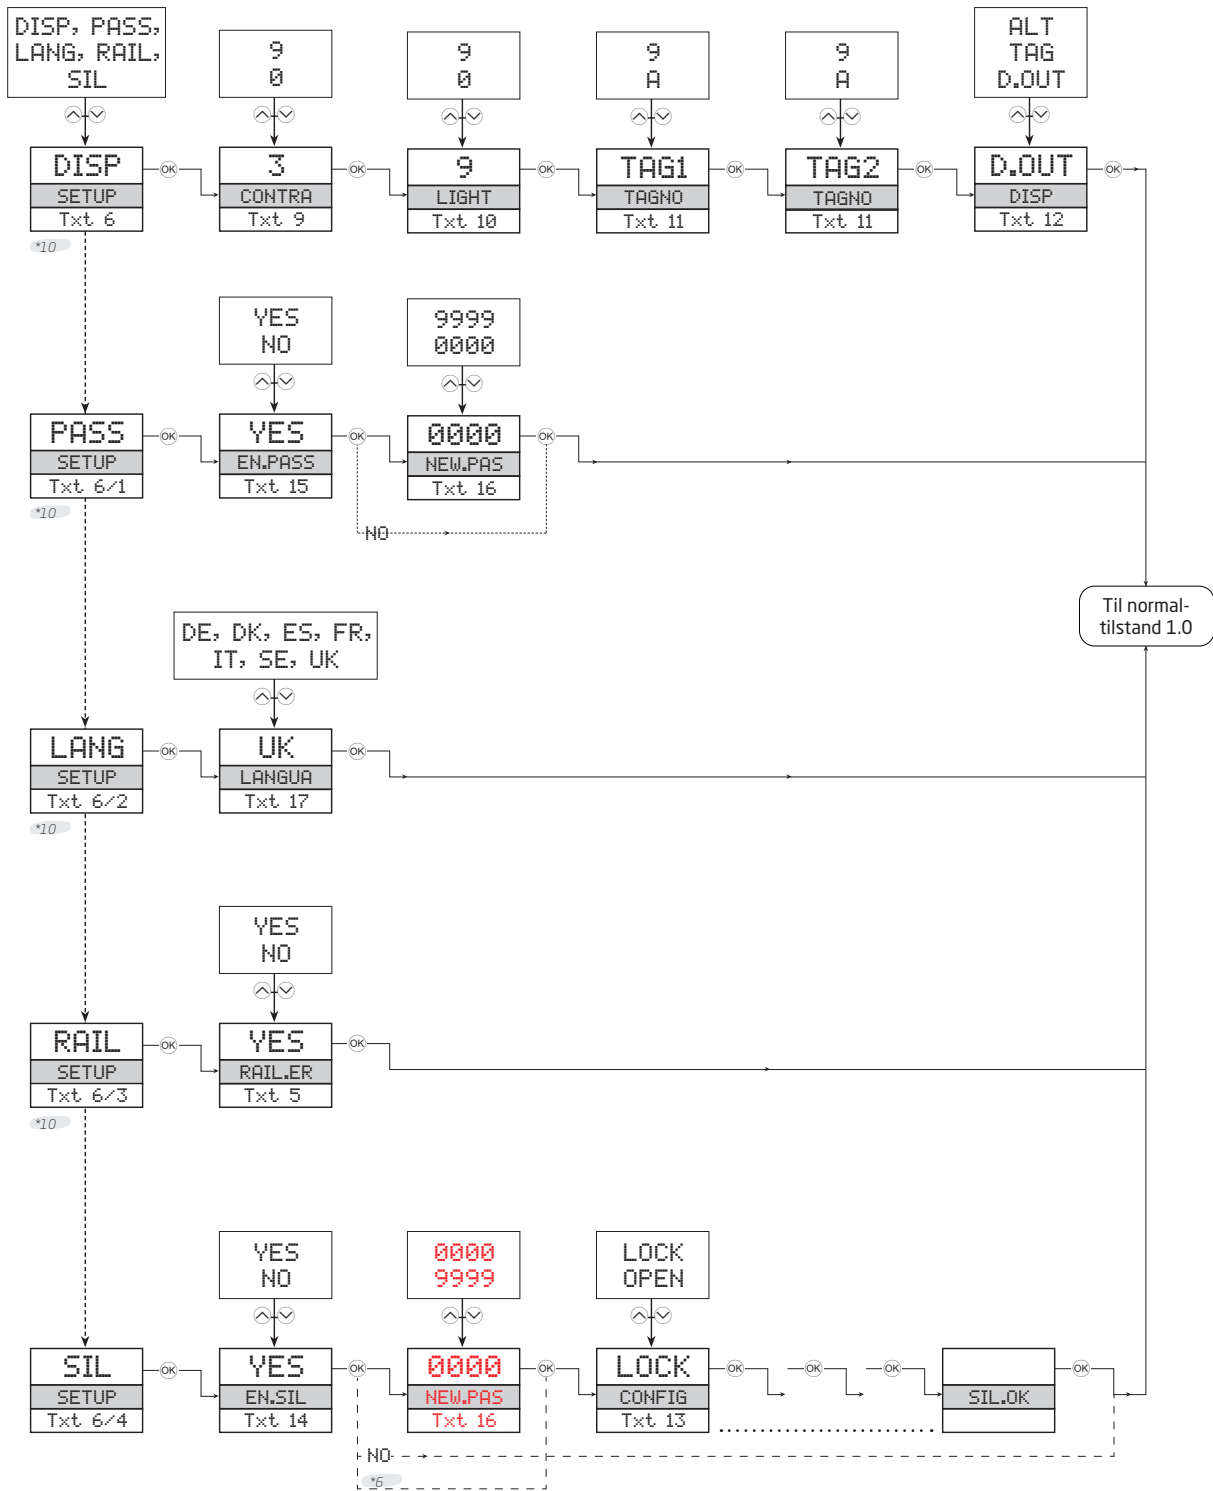 DISP, PASS,
LANG, RAIL,
SIL
9
0
9
0
9
A
9
A
ALT
TAG
D.OUT
DISP
SETUP
Txt 6
*10
OK
3
CONTRA
Txt 9
OK
9
LIGHT
Txt 10
OK
TAG1
TAGNO
Txt 11
OK
TAG2
TAGNO
Txt 11
OK
D.OUT
DISP
Txt 12
OK
YES
NO
9999
0000
PASS
SETUP
Txt 6/1
*10
OK
YES
EN.PASS
Txt 15
OK
0000
NEW.PAS
Txt 16
OK
NO
Til normal-
tilstand 1.0
DE, DK, ES, FR,
IT, SE, UK
LANG
SETUP
Txt 6/2
*10
OK
UK
LANGUA
Txt 17
OK
YES
NO
RAIL
SETUP
Txt 6/3
*10
OK
YES
RAIL.ER
Txt 5
OK
YES
NO
0000
9999
LOCK
OPEN
SIL
SETUP
Txt 6/4
OK
YES
EN.SIL
Txt 14
OK
0000
NEW.PAS
Txt 16
OK
LOCK
CONFIG
Txt 13
OK
OK
OK
SIL.OK
OK
NO
*6